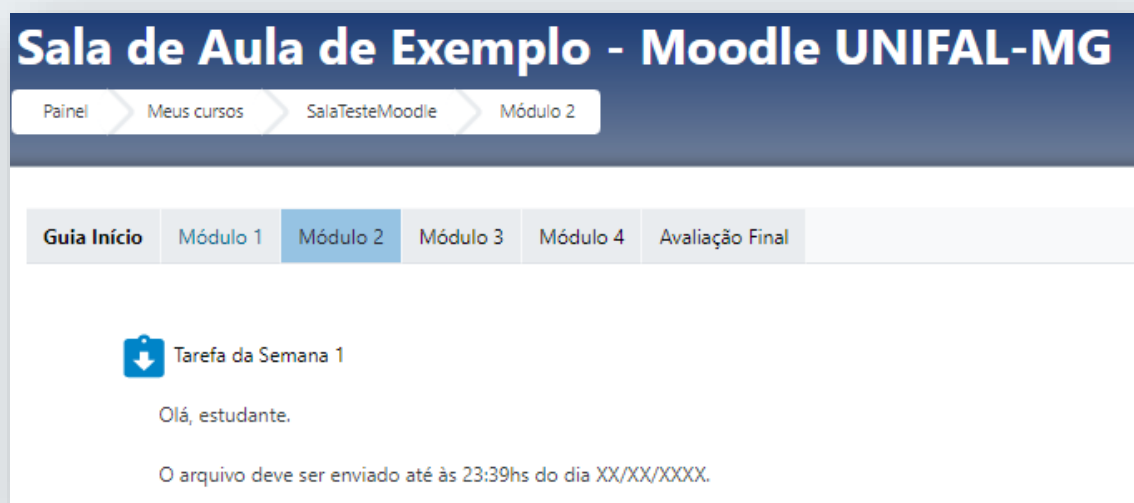 Sala de Aula de Exemplo - Moodle UNIFAL-MG
Painel Meus cursos SalaTesteMoodle Módulo 2
Guia Início Módulo 1 Módulo 2 Módulo 3 Módulo 4 Avaliação Final
Tarefa da Semana 1
Olá, estudante.
O arquivo deve ser enviado até às 23:39hs do dia XX/XX/XXXX.